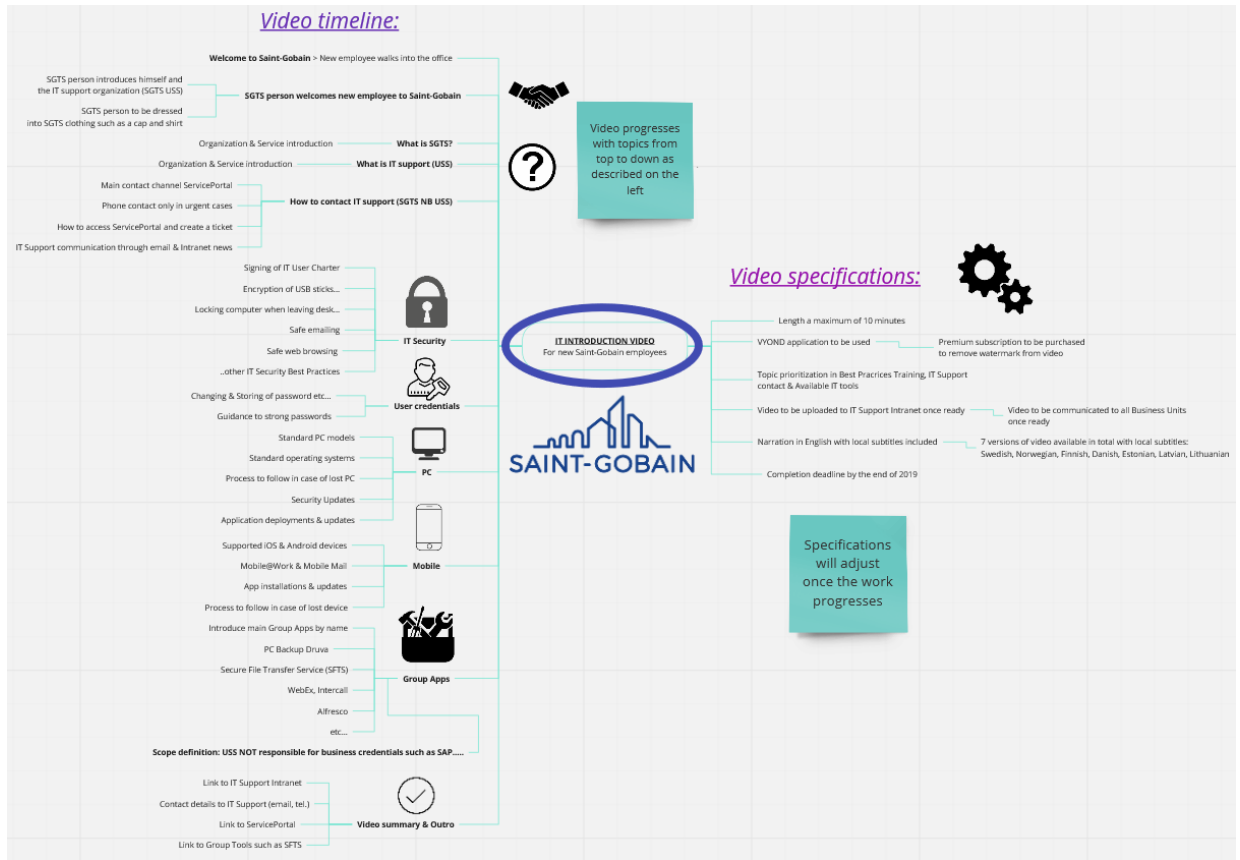 Video timeline:
Welcome to Saint-Gobain > New employee walks into the office
SGTS person welcomes new employee to Saint-Gobain
SGTS person introduces himself and
the IT support organization (SGTS USS)
SGTS person to be dressed
into SGTS clothing such as a cap and shirt
What is SGTS?
Organization & Service introduction
What is IT support (USS)
Organization & Service introduction
How to contact IT support (SGTS NB USS)
Main contact channel ServicePortal
Phone contact only in urgent cases
How to access ServicePortal and create a ticket
IT Support communication through email & Intranet news
IT Security
Signing of IT User Charter
Encryption of USB sticks...
Locking computer when leaving desk...
Safe emailing
Safe web browsing
..other IT Security Best Practices
User credentials
Changing & Storing of password etc...
Guidance to strong passwords
PC
Standard PC models
Standard operating systems
Process to follow in case of lost PC
Security Updates
Application deployments & updates
Mobile
Supported iOS & Android devices
Mobile@Work & Mobile Mail
App installations & updates
Process to follow in case of lost device
Group Apps
Introduce main Group Apps by name
PC Backup Druva
Secure File Transfer Service (SFTS)
WebEx, Intercall
Alfresco
etc...
Scope definition: USS NOT responsible for business credentials such as SAP.....
Video summary & Outro
Link to IT Support Intranet
Contact details to IT Support (email, tel.)
Link to ServicePortal
Link to Group Tools such as SFTS
?
Video progresses
with topics from
top to down as
described on the
left
IT INTRODUCTION VIDEO
For new Saint-Gobain employees
SAINT-GOBAIN
Video specifications:
Length a maximum of 10 minutes
VYOND application to be used
Premium subscription to be purchased
to remove watermark from video
Topic prioritization in Best Pracrices Training, IT Support
contact & Available IT tools
Video to be uploaded to IT Support Intranet once ready
Video to be communicated to all Business Units
once ready
Narration in English with local subtitles included
7 versions of video available in total with local subtitles:
Swedish, Norwegian, Finnish, Danish, Estonian, Latvian, Lithuanian
Completion deadline by the end of 2019
Specifications
will adjust
once the work
progresses